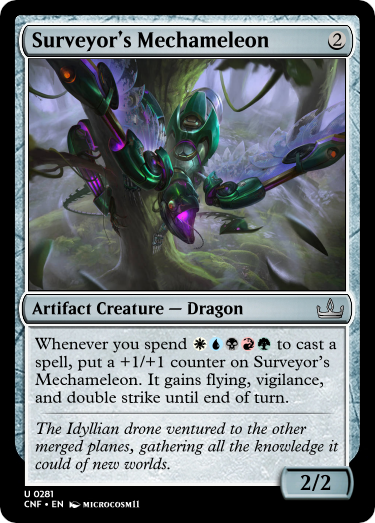 Surveyor's Mechameleon 2
Artifact Creature — Dragon
Whenever you spend to cast a
spell, put a +1/+1 counter on Surveyor's
Mechameleon. It gains flying, vigilance,
and double strike until end of turn.
The Idyllian drone ventured to the other
merged planes, gathering all the knowledge it
could of new worlds.
2/2
U 0281
CNF • EN MICROCOSMII